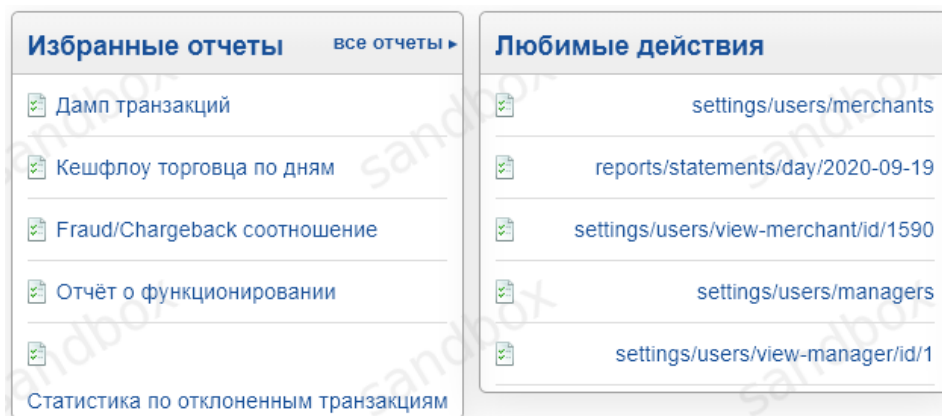 Избранные отчеты
все отчеты ▸
Дамп транзакций
Кешфлоу торговца по дням
Fraud/Chargeback соотношение
Отчёт о функционировании
Статистика по отклоненным транзакциям
Любимые действия
settings/users/merchants
reports/statements/day/2020-09-19
settings/users/view-merchant/id/1590
settings/users/managers
settings/users/view-manager/id/1
sandbox
sandbox
sandbox
sandbox
sandbox
sandbox
sandbox
sandbox